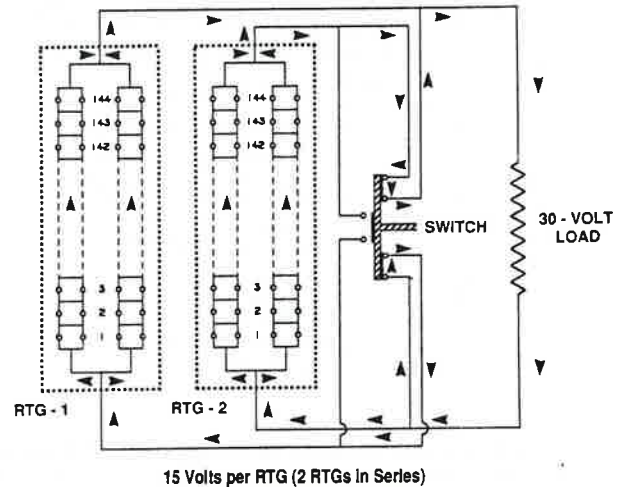 144
143
142
3
2
1
RTG - 1
144
143
142
3
2
1
RTG - 2
SWITCH
30 - VOLT
LOAD
15 Volts per RTG (2 RTGs in Series)